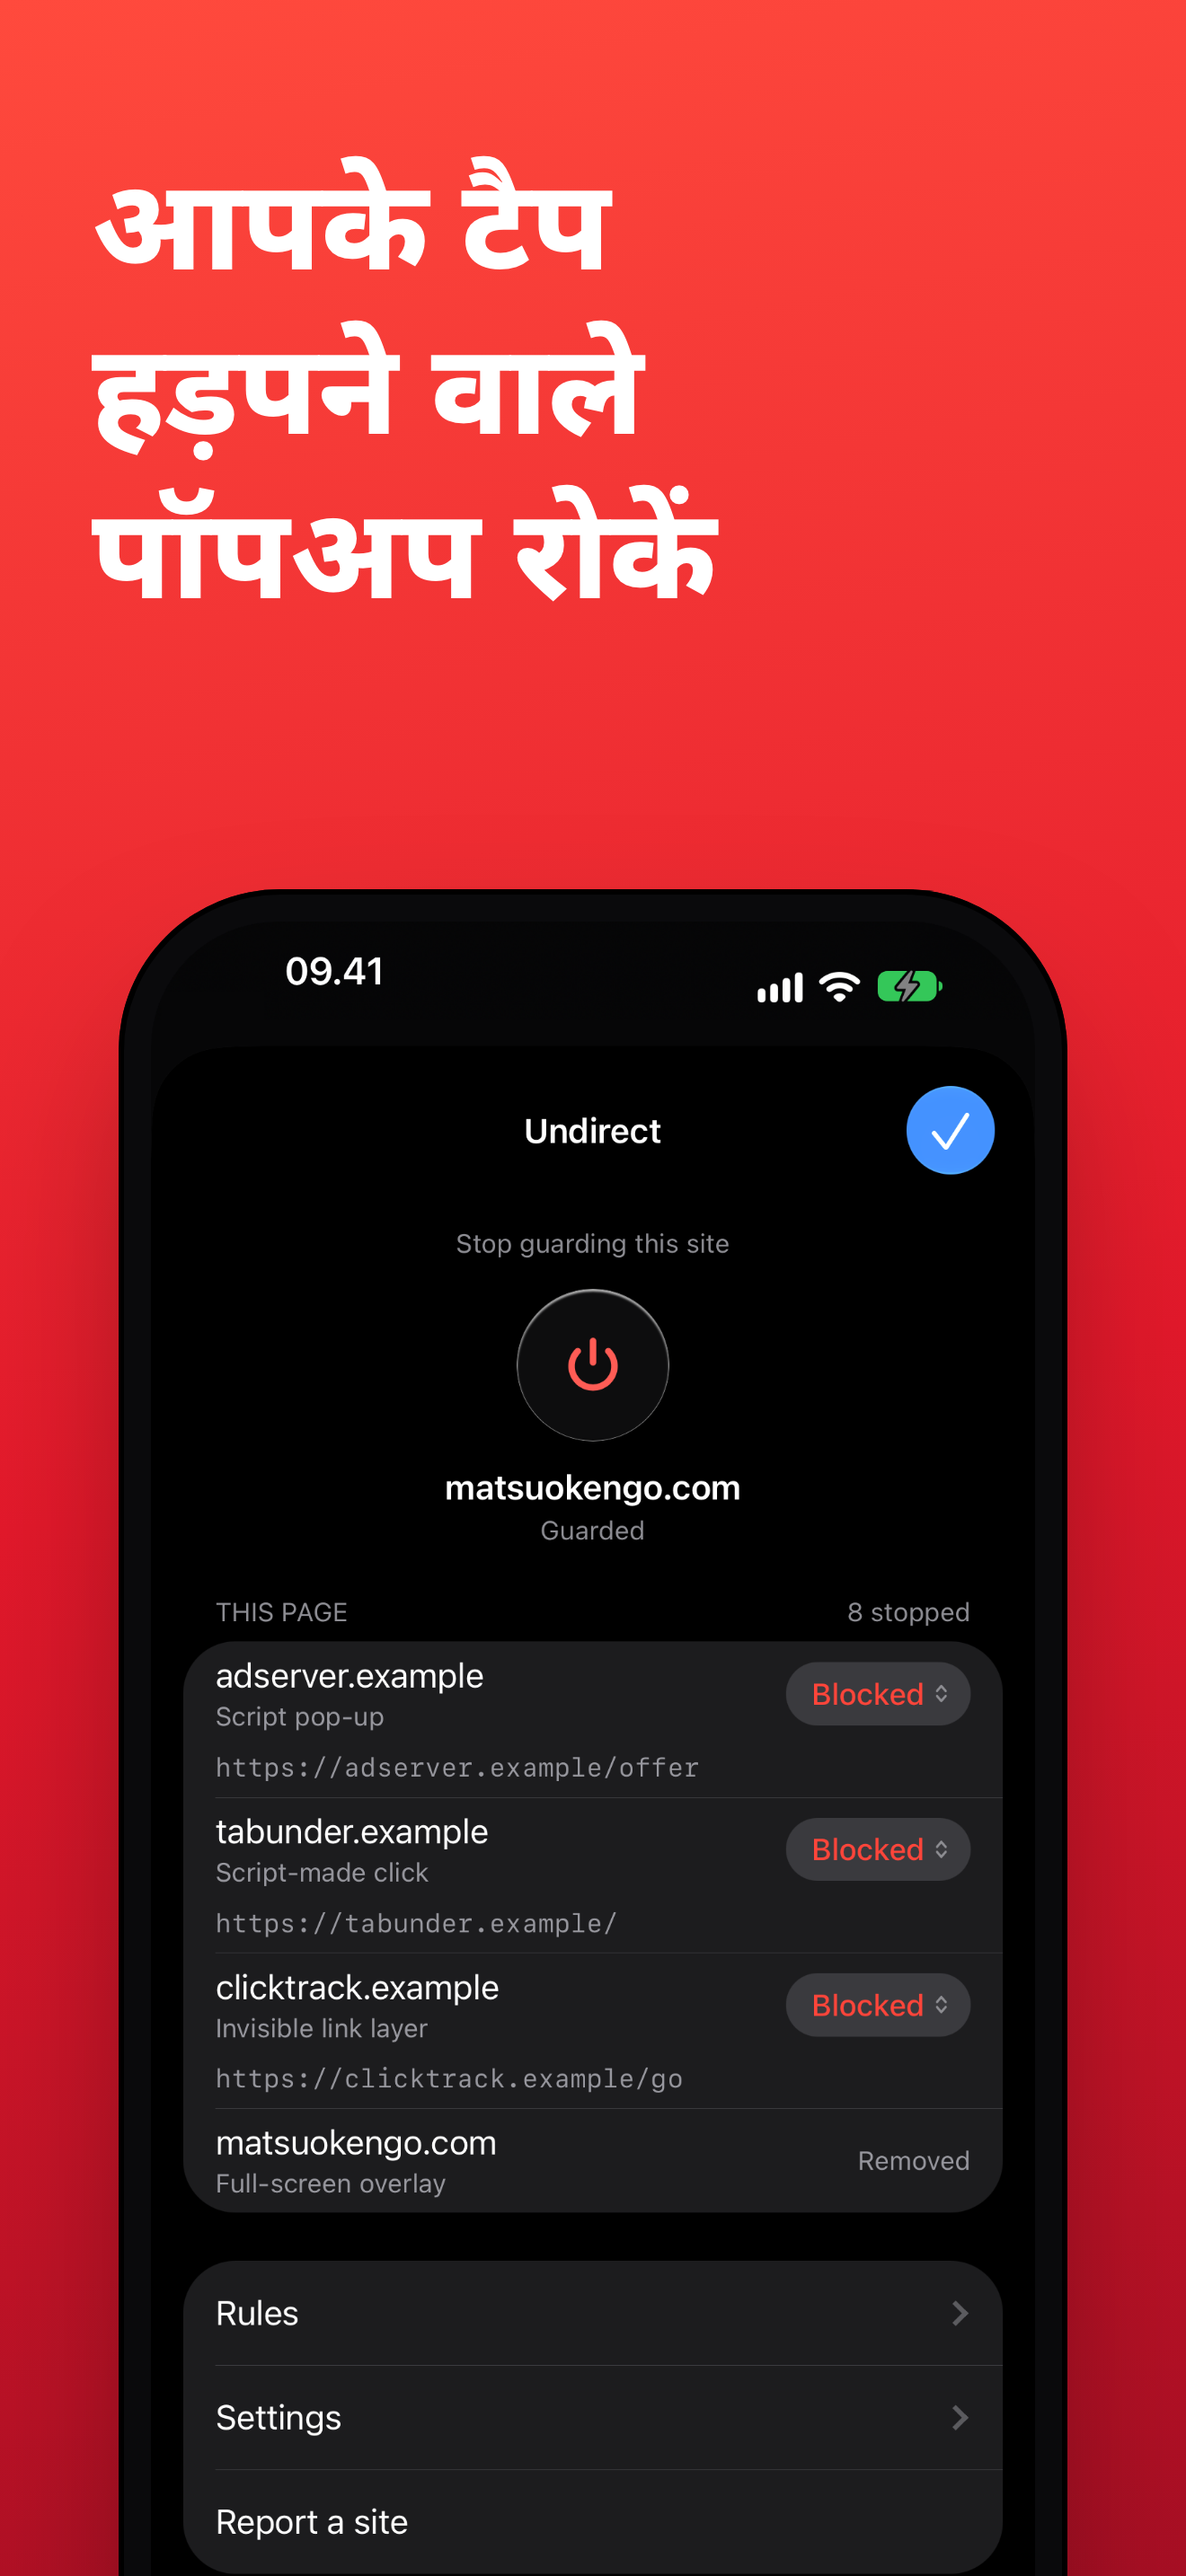 आपके टैप
हड़पने वाले
पॉपअप रोकें
09.41
Undirect
Stop guarding this site
matsuokengo.com
Guarded
THIS PAGE 8 stopped
adserver.example Blocked
Script pop-up
https://adserver.example/offer
tabunder.example Blocked
Script-made click
https://tabunder.example/
clicktrack.example Blocked
Invisible link layer
https://clicktrack.example/go
matsuokengo.com Removed
Full-screen overlay
Rules
Settings
Report a site